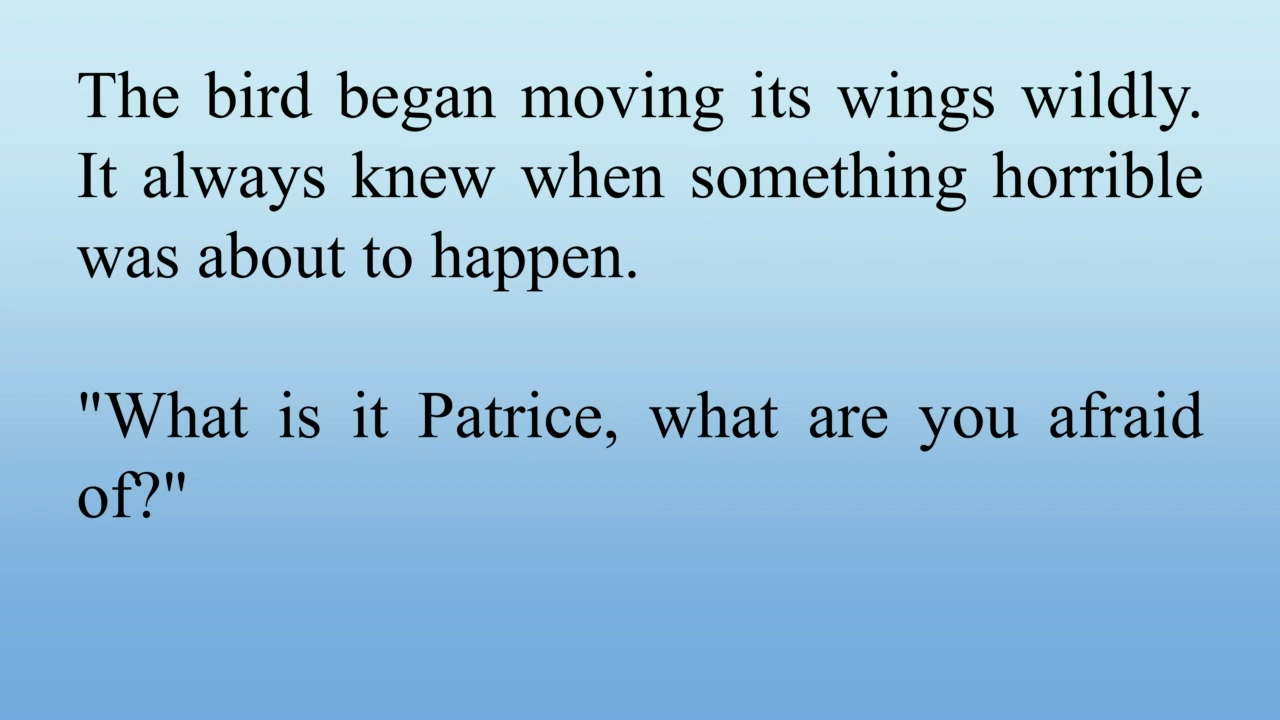 The bird began moving its wings wildly.
It always knew when something horrible
was about to happen.
"What is it Patrice, what are you afraid
of?"